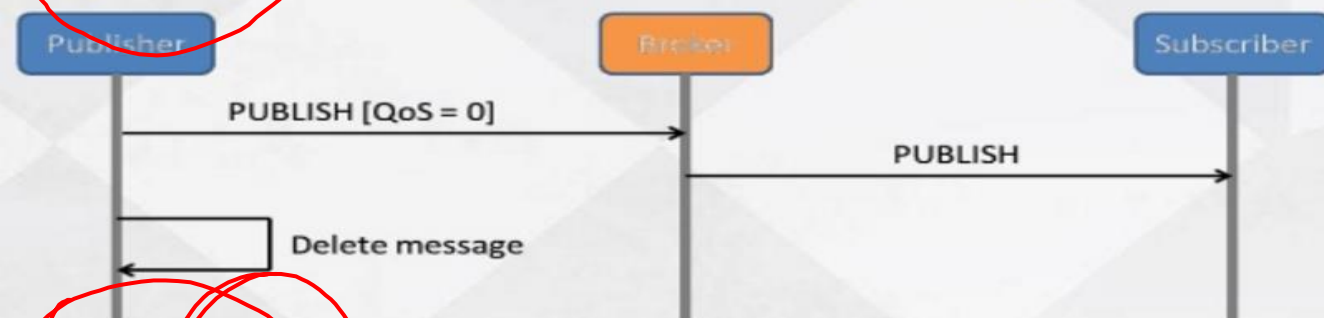 Publisher
Broker
Subscriber
PUBLISH [QoS = 0]
PUBLISH
Delete message